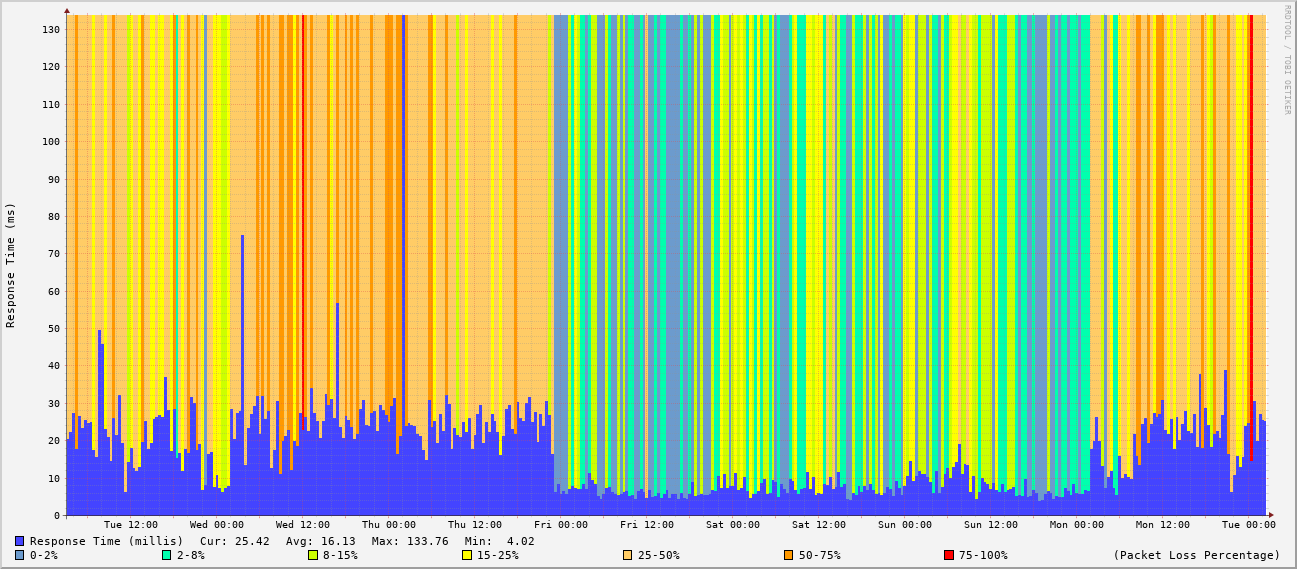 RRDTOOL / TOBI OETIKER
Response Time (ms)
130
120
110
100
90
80
70
60
50
40
30
20
10
0
Tue 12:00 Wed 00:00 Wed 12:00 Thu 00:00 Thu 12:00 Fri 00:00 Fri 12:00 Sat 00:00 Sat 12:00 Sun 00:00 Sun 12:00 Mon 00:00 Mon 12:00 Tue 00:00
Response Time (millis) Cur: 25.42 Avg: 16.13 Max: 133.76 Min: 4.02
0-2% 2-8% 8-15% 15-25% 25-50% 50-75% 75-100% (Packet Loss Percentage)